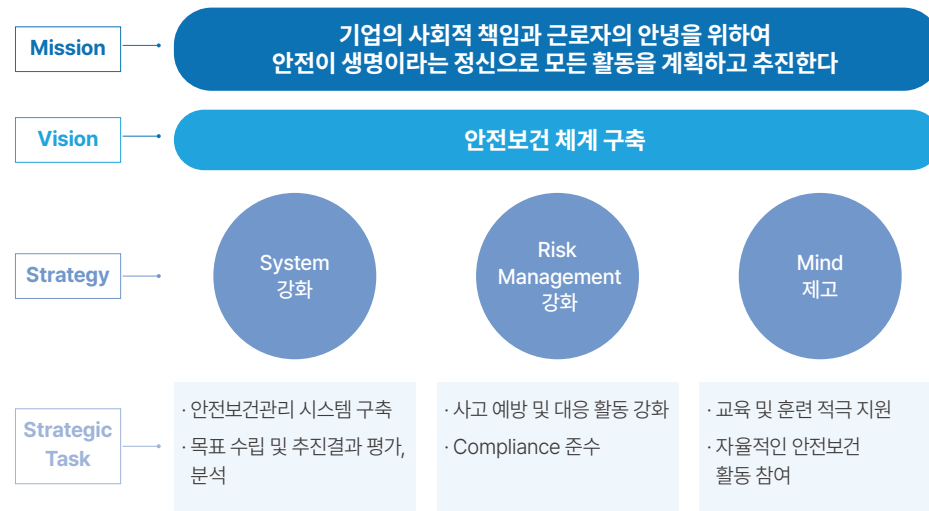 Mission
기업의 사회적 책임과 근로자의 안녕을 위하여
안전이 생명이라는 정신으로 모든 활동을 계획하고 추진한다
Vision
안전보건 체계 구축
Strategy
System
강화
Risk
Management
강화
Mind
제고
Strategic
Task
· 안전보건관리 시스템 구축
· 목표 수립 및 추진결과 평가,
분석
· 사고 예방 및 대응 활동 강화
· Compliance 준수
· 교육 및 훈련 적극 지원
· 자율적인 안전보건
활동 참여